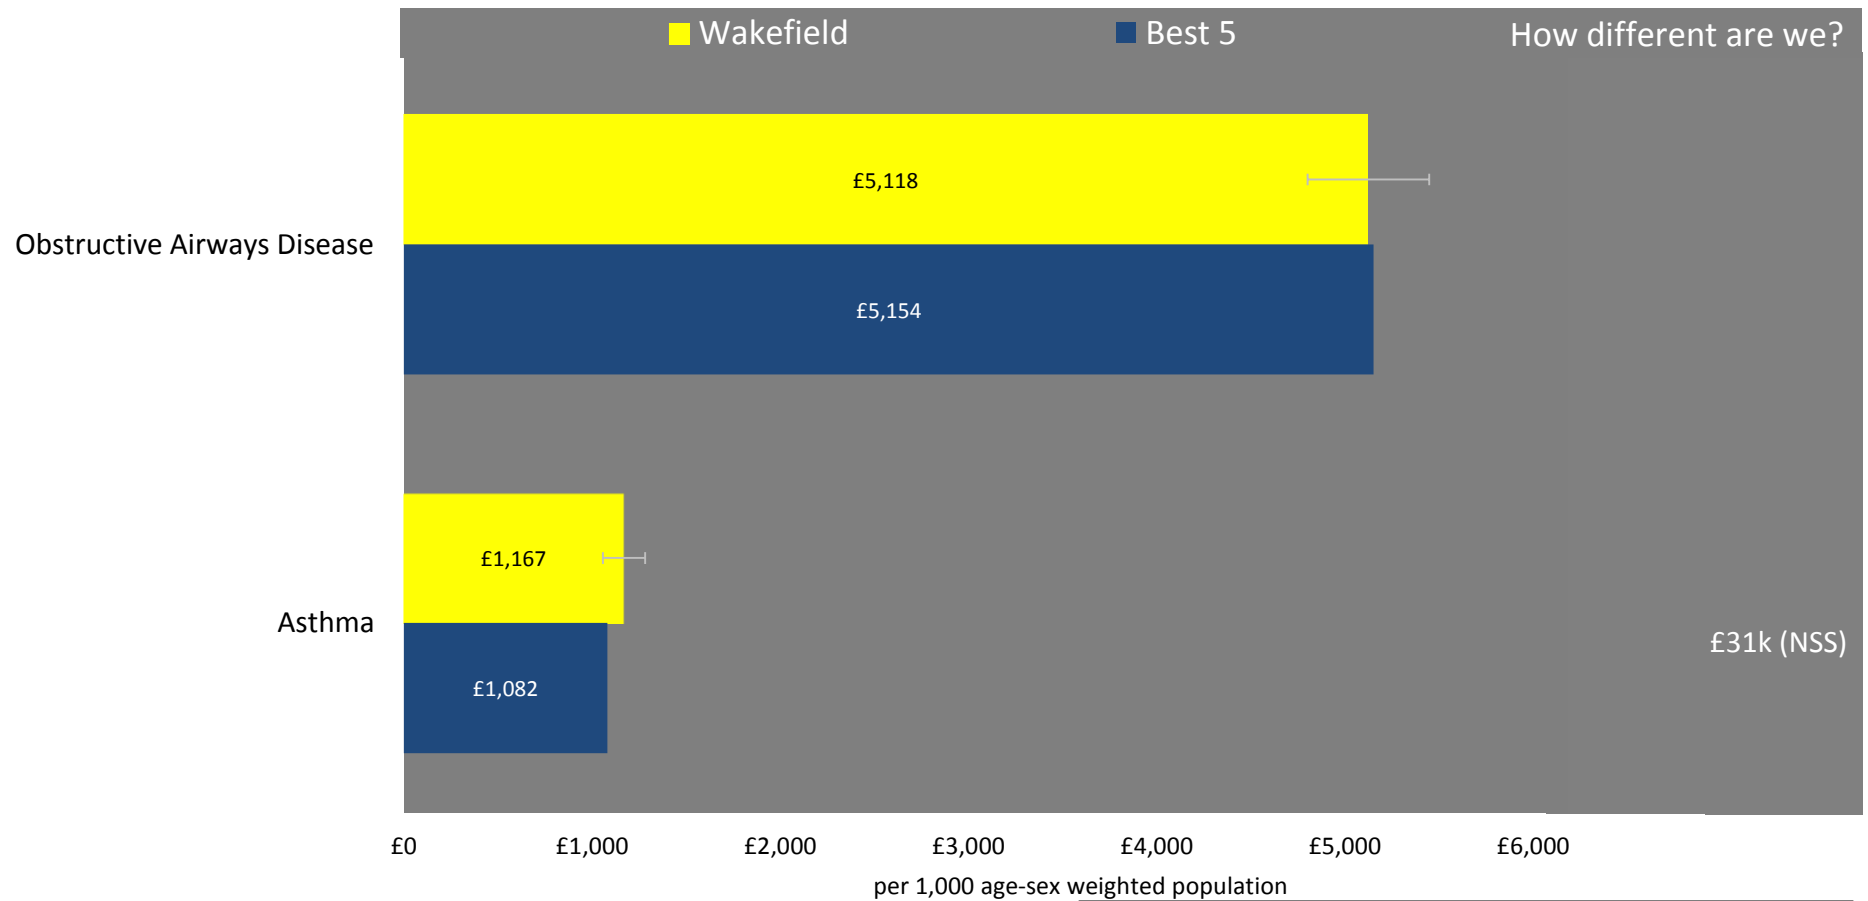 Wakefield
Best 5
How different are we?
£5,118
Obstructive Airways Disease
£5,154
£1,167
Asthma
£31k (NSS)
£1,082
£0 £1,000 £2,000 £3,000 £4,000 £5,000 £6,000
per 1,000 age-sex weighted population